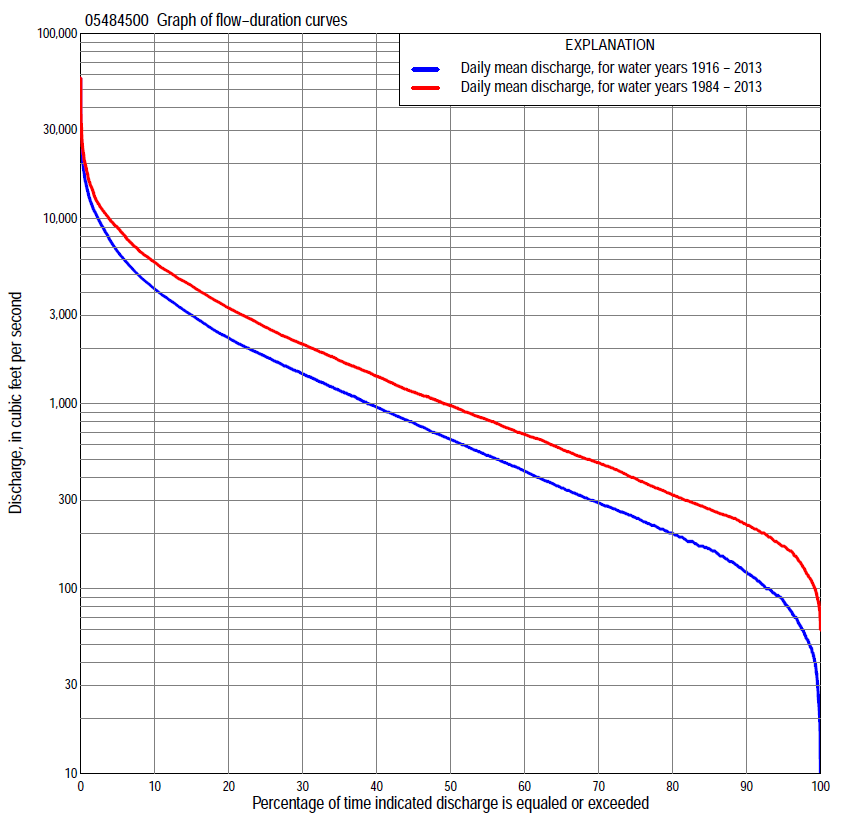 05484500 Graph of flow–duration curves
EXPLANATION
Daily mean discharge, for water years 1916 – 2013
Daily mean discharge, for water years 1984 – 2013
100,000
30,000
10,000
3,000
1,000
300
100
30
10
Discharge, in cubic feet per second
0 10 20 30 40 50 60 70 80 90 100
Percentage of time indicated discharge is equaled or exceeded